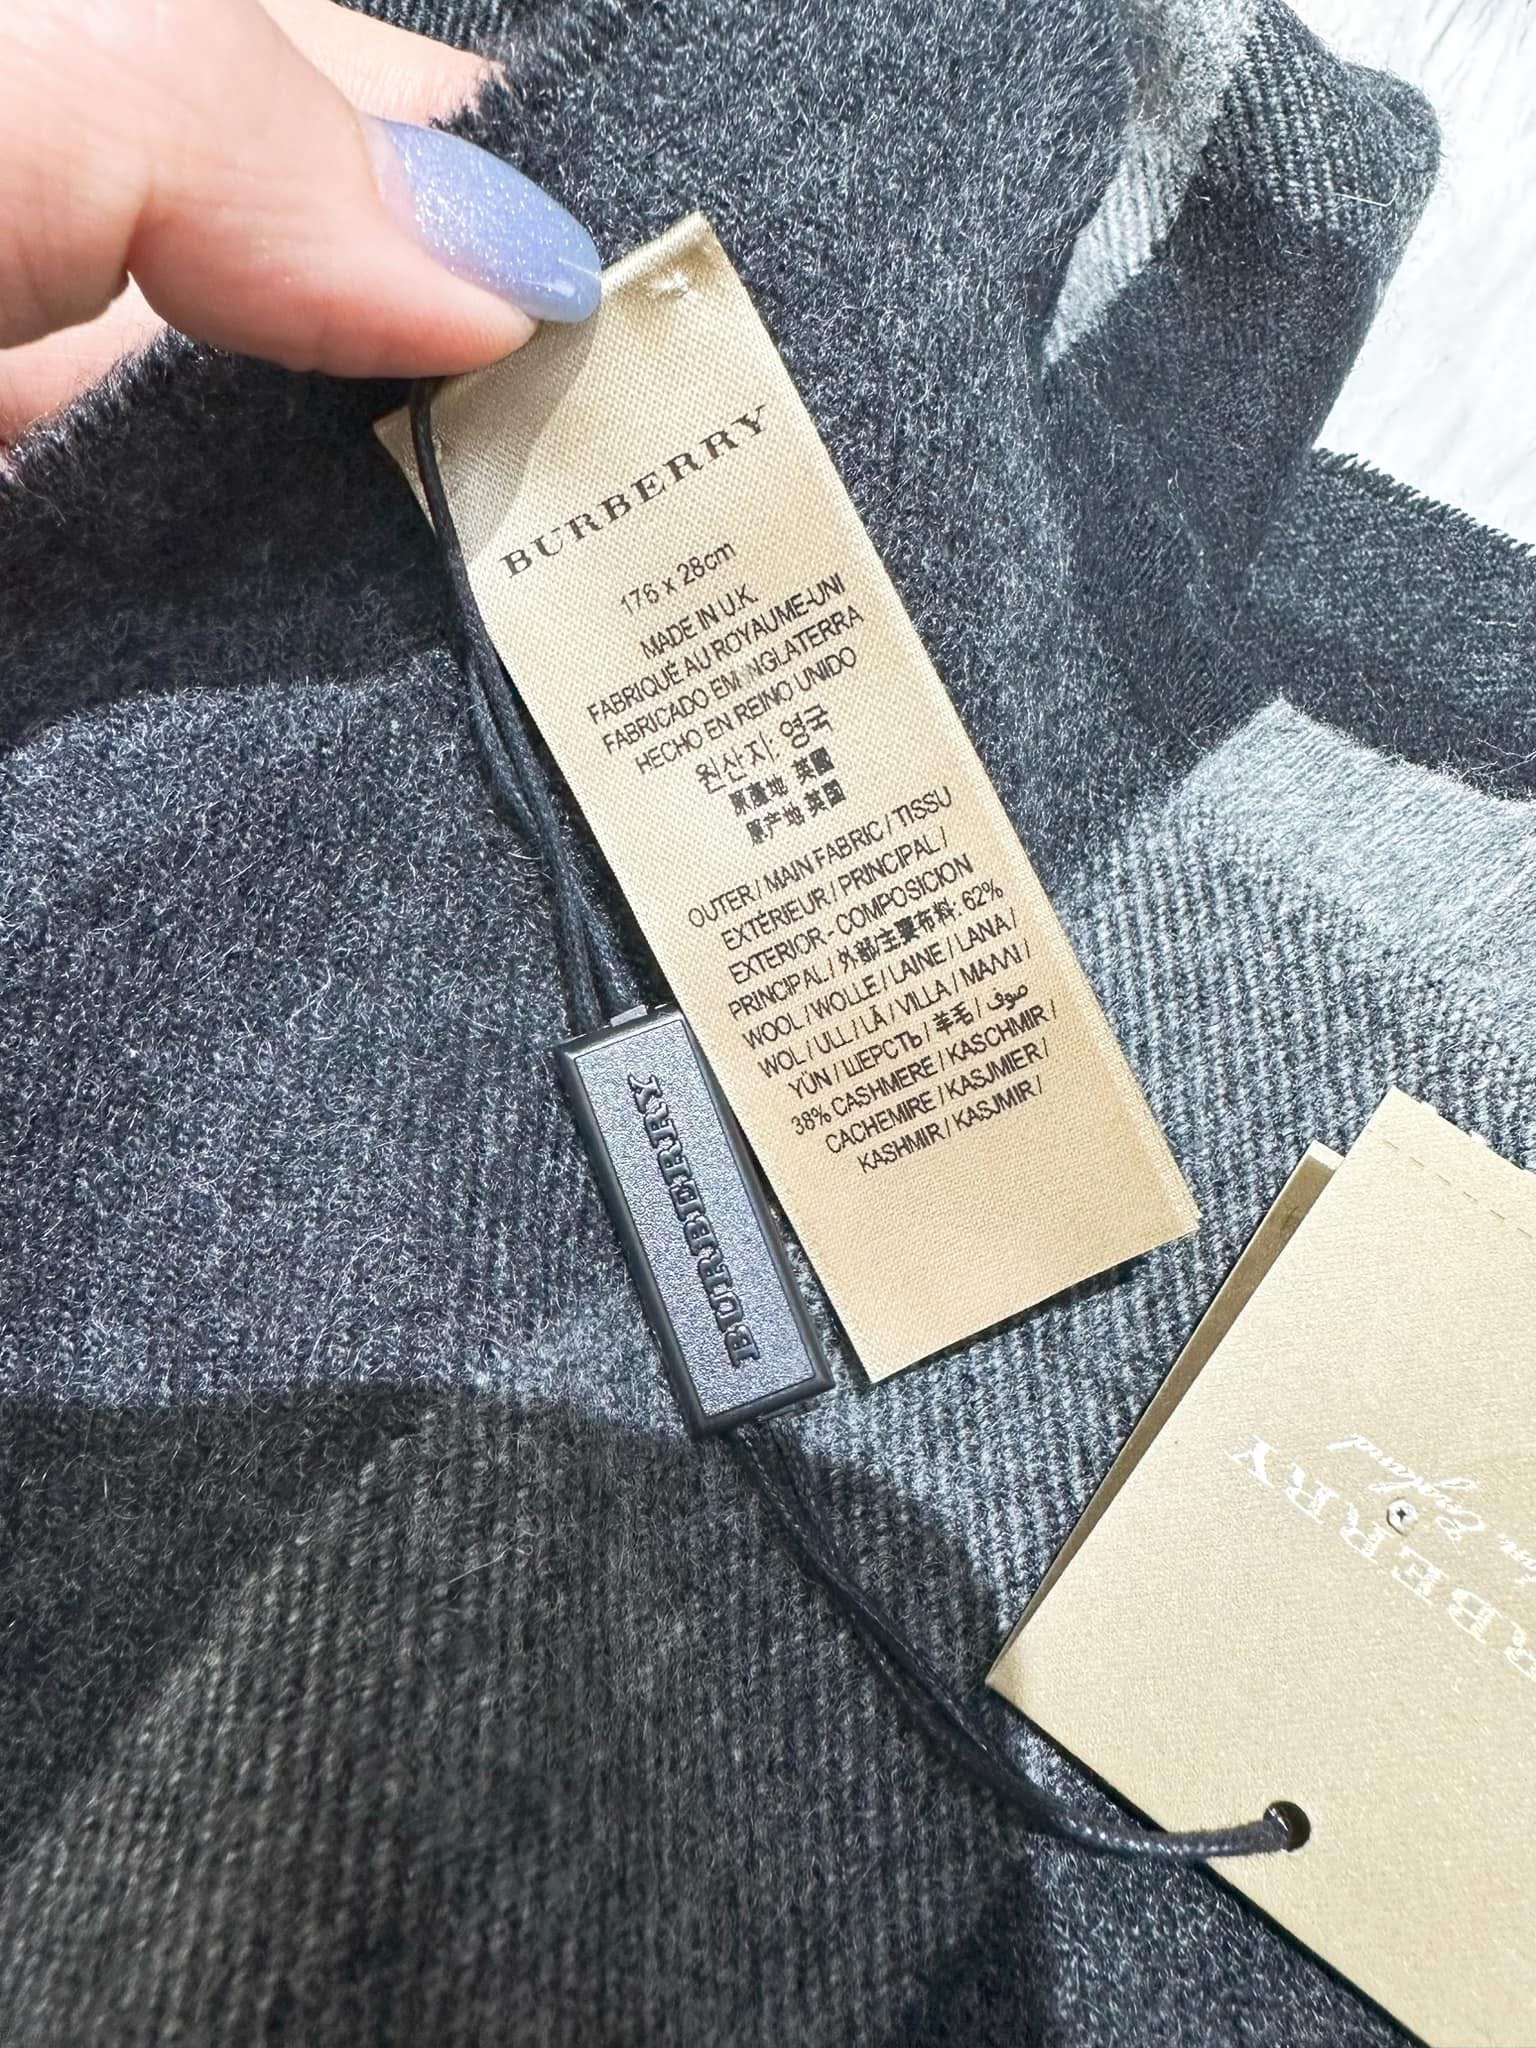 BURBERRY
176 x 28cm
MADE IN U.K.
FABRIQUÉ AU ROYAUME-UNI
FABRICADO EM INGLATERRA
HECHO EN REINO UNIDO
원산지: 영국
原產地 英國
原产地 英国
OUTER / MAIN FABRIC / TISSU
EXTÉRIEUR / PRINCIPAL /
EXTERIOR - COMPOSICION
PRINCIPAL / 外部/主要布料: 62%
WOOL / WOLLE / LAINE / LANA /
WOL / ULL / LÃ / VILLA / ΜΑΛΛΙ /
YÜN / ШЕРСТЬ / 羊毛 / صوف
38% CASHMERE / KASCHMIR /
CACHEMIRE / KASJMIER /
KASHMIR / KASJMIR /
BURBERRY
RBERRY
England